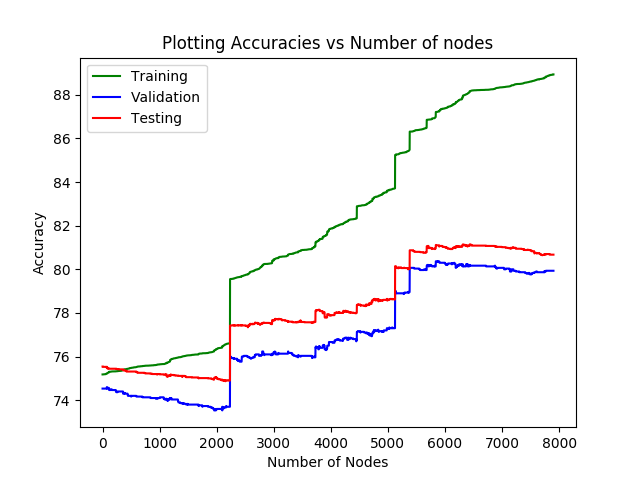 Plotting Accuracies vs Number of nodes
Training
Validation
Testing
Accuracy
88
86
84
82
80
78
76
74
0 1000 2000 3000 4000 5000 6000 7000 8000
Number of Nodes